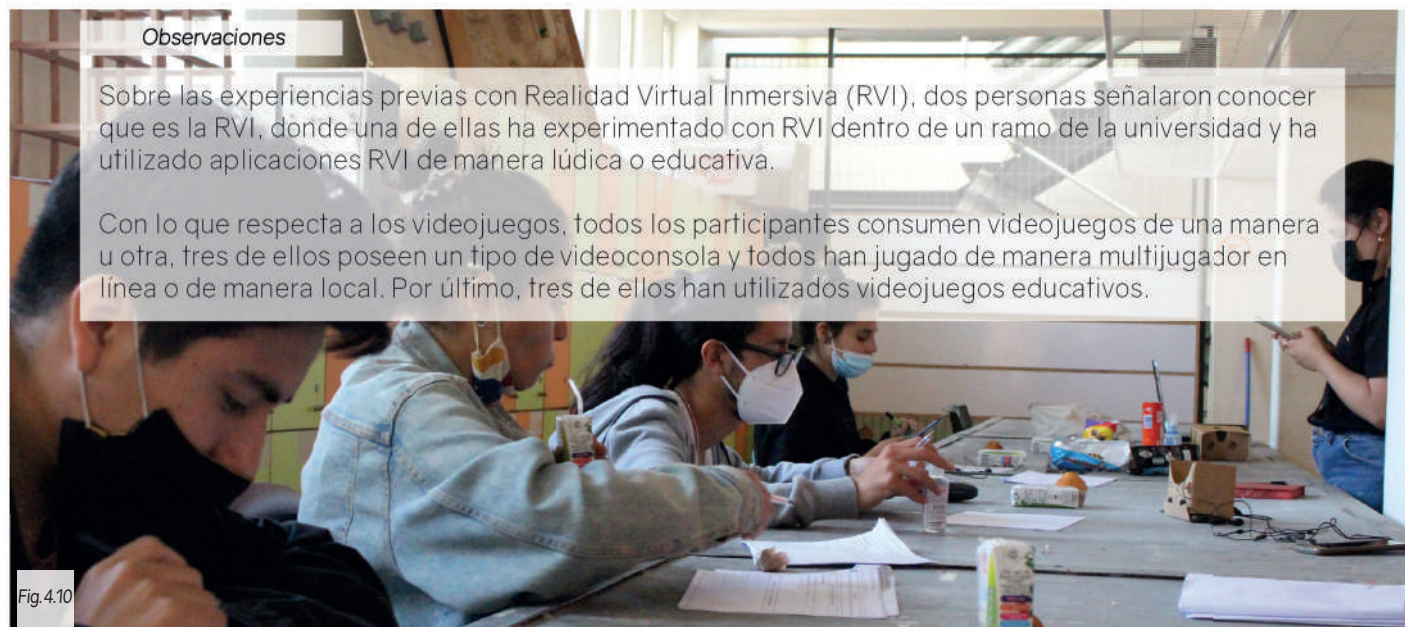 Observaciones
Sobre las experiencias previas con Realidad Virtual Inmersiva (RVI), dos personas señalaron conocer
que es la RVI, donde una de ellas ha experimentado con RVI dentro de un ramo de la universidad y ha
utilizado aplicaciones RVI de manera lúdica o educativa.
Con lo que respecta a los videojuegos, todos los participantes consumen videojuegos de una manera
u otra, tres de ellos poseen un tipo de videoconsola y todos han jugado de manera multijugador en
línea o de manera local. Por último, tres de ellos han utilizados videojuegos educativos.
Fig.4.10